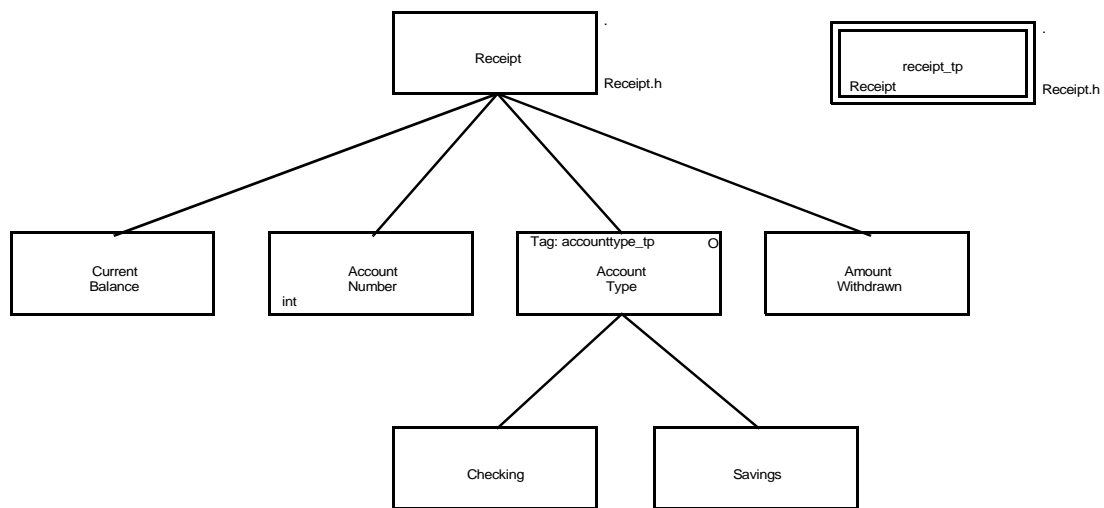 .
Receipt
Receipt.h
.
receipt_tp
Receipt
Receipt.h
Current
Balance
Account
Number
int
Tag: accounttype_tp
O
Account
Type
Amount
Withdrawn
Checking
Savings